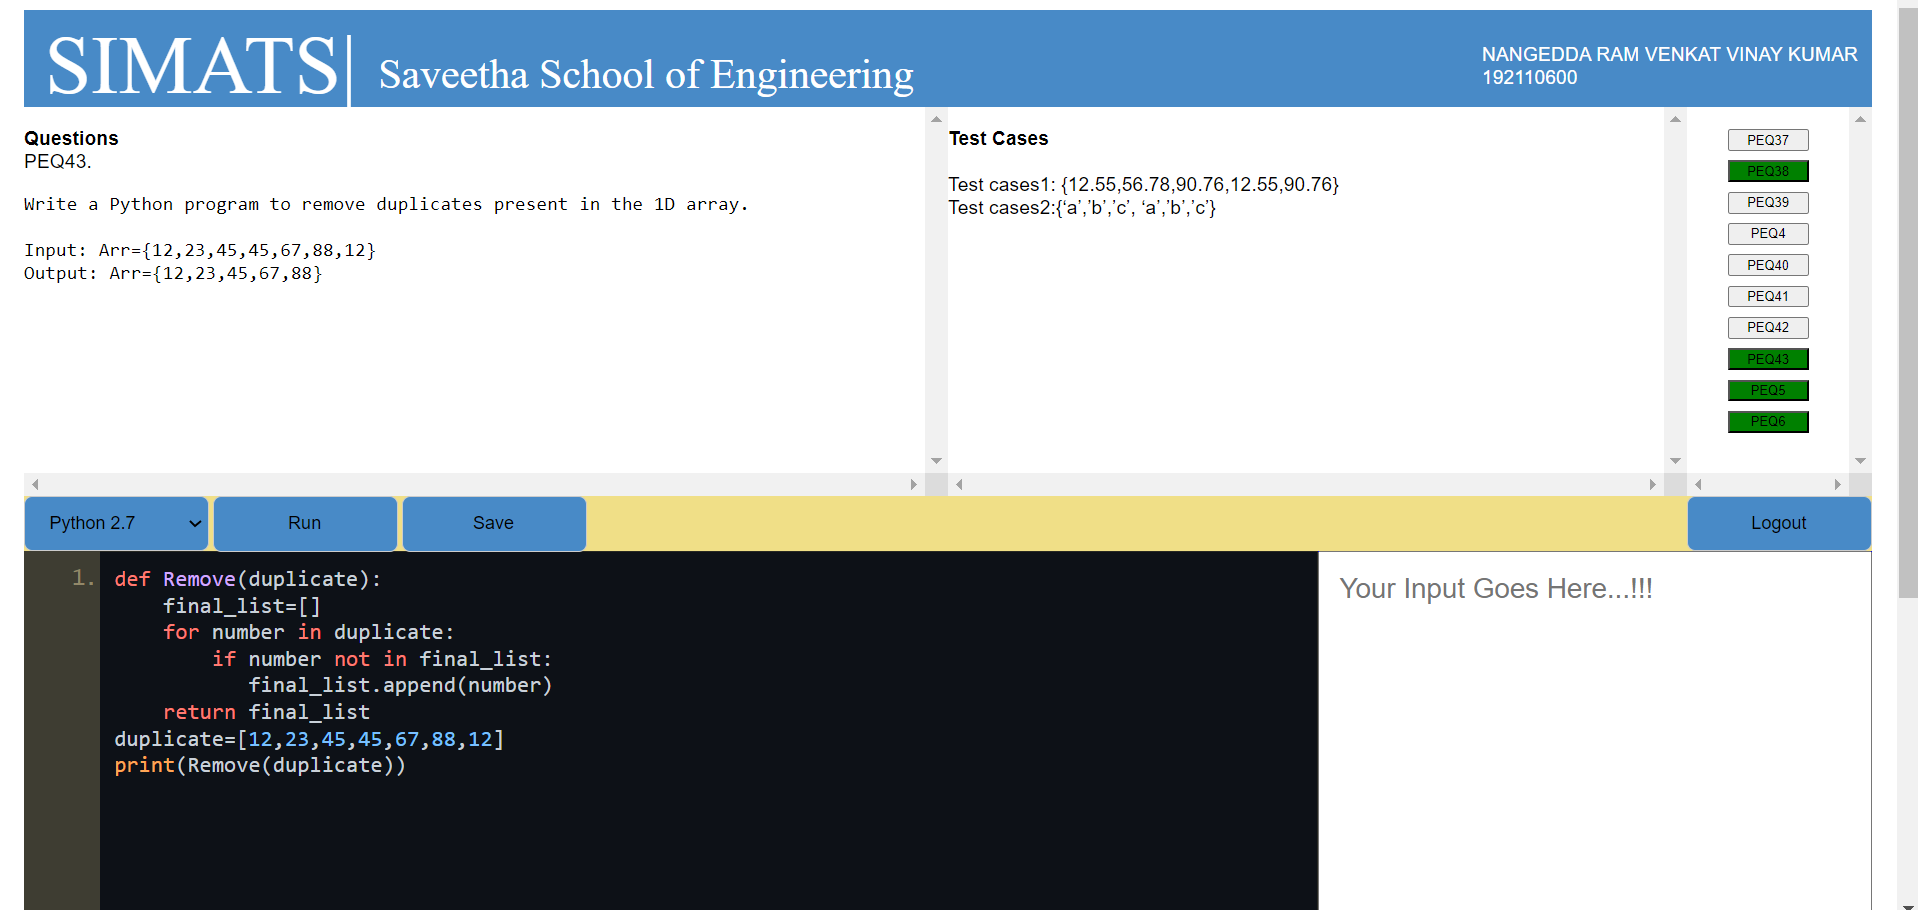 SIMATS| Saveetha School of Engineering
NANGEDDA RAM VENKAT VINAY KUMAR
192110600
Questions
PEQ43.
Write a Python program to remove duplicates present in the 1D array.
Input: Arr={12,23,45,45,67,88,12}
Output: Arr={12,23,45,67,88}
Test Cases
Test cases1: {12.55,56.78,90.76,12.55,90.76}
Test cases2:{‘a’,’b’,’c’, ‘a’,’b’,’c’}
PEQ37
PEQ38
PEQ39
PEQ4
PEQ40
PEQ41
PEQ42
PEQ43
PEQ5
PEQ6
Python 2.7
Run
Save
Logout
1.
def Remove(duplicate):
    final_list=[]
    for number in duplicate:
        if number not in final_list:
           final_list.append(number)
    return final_list
duplicate=[12,23,45,45,67,88,12]
print(Remove(duplicate))
Your Input Goes Here...!!!